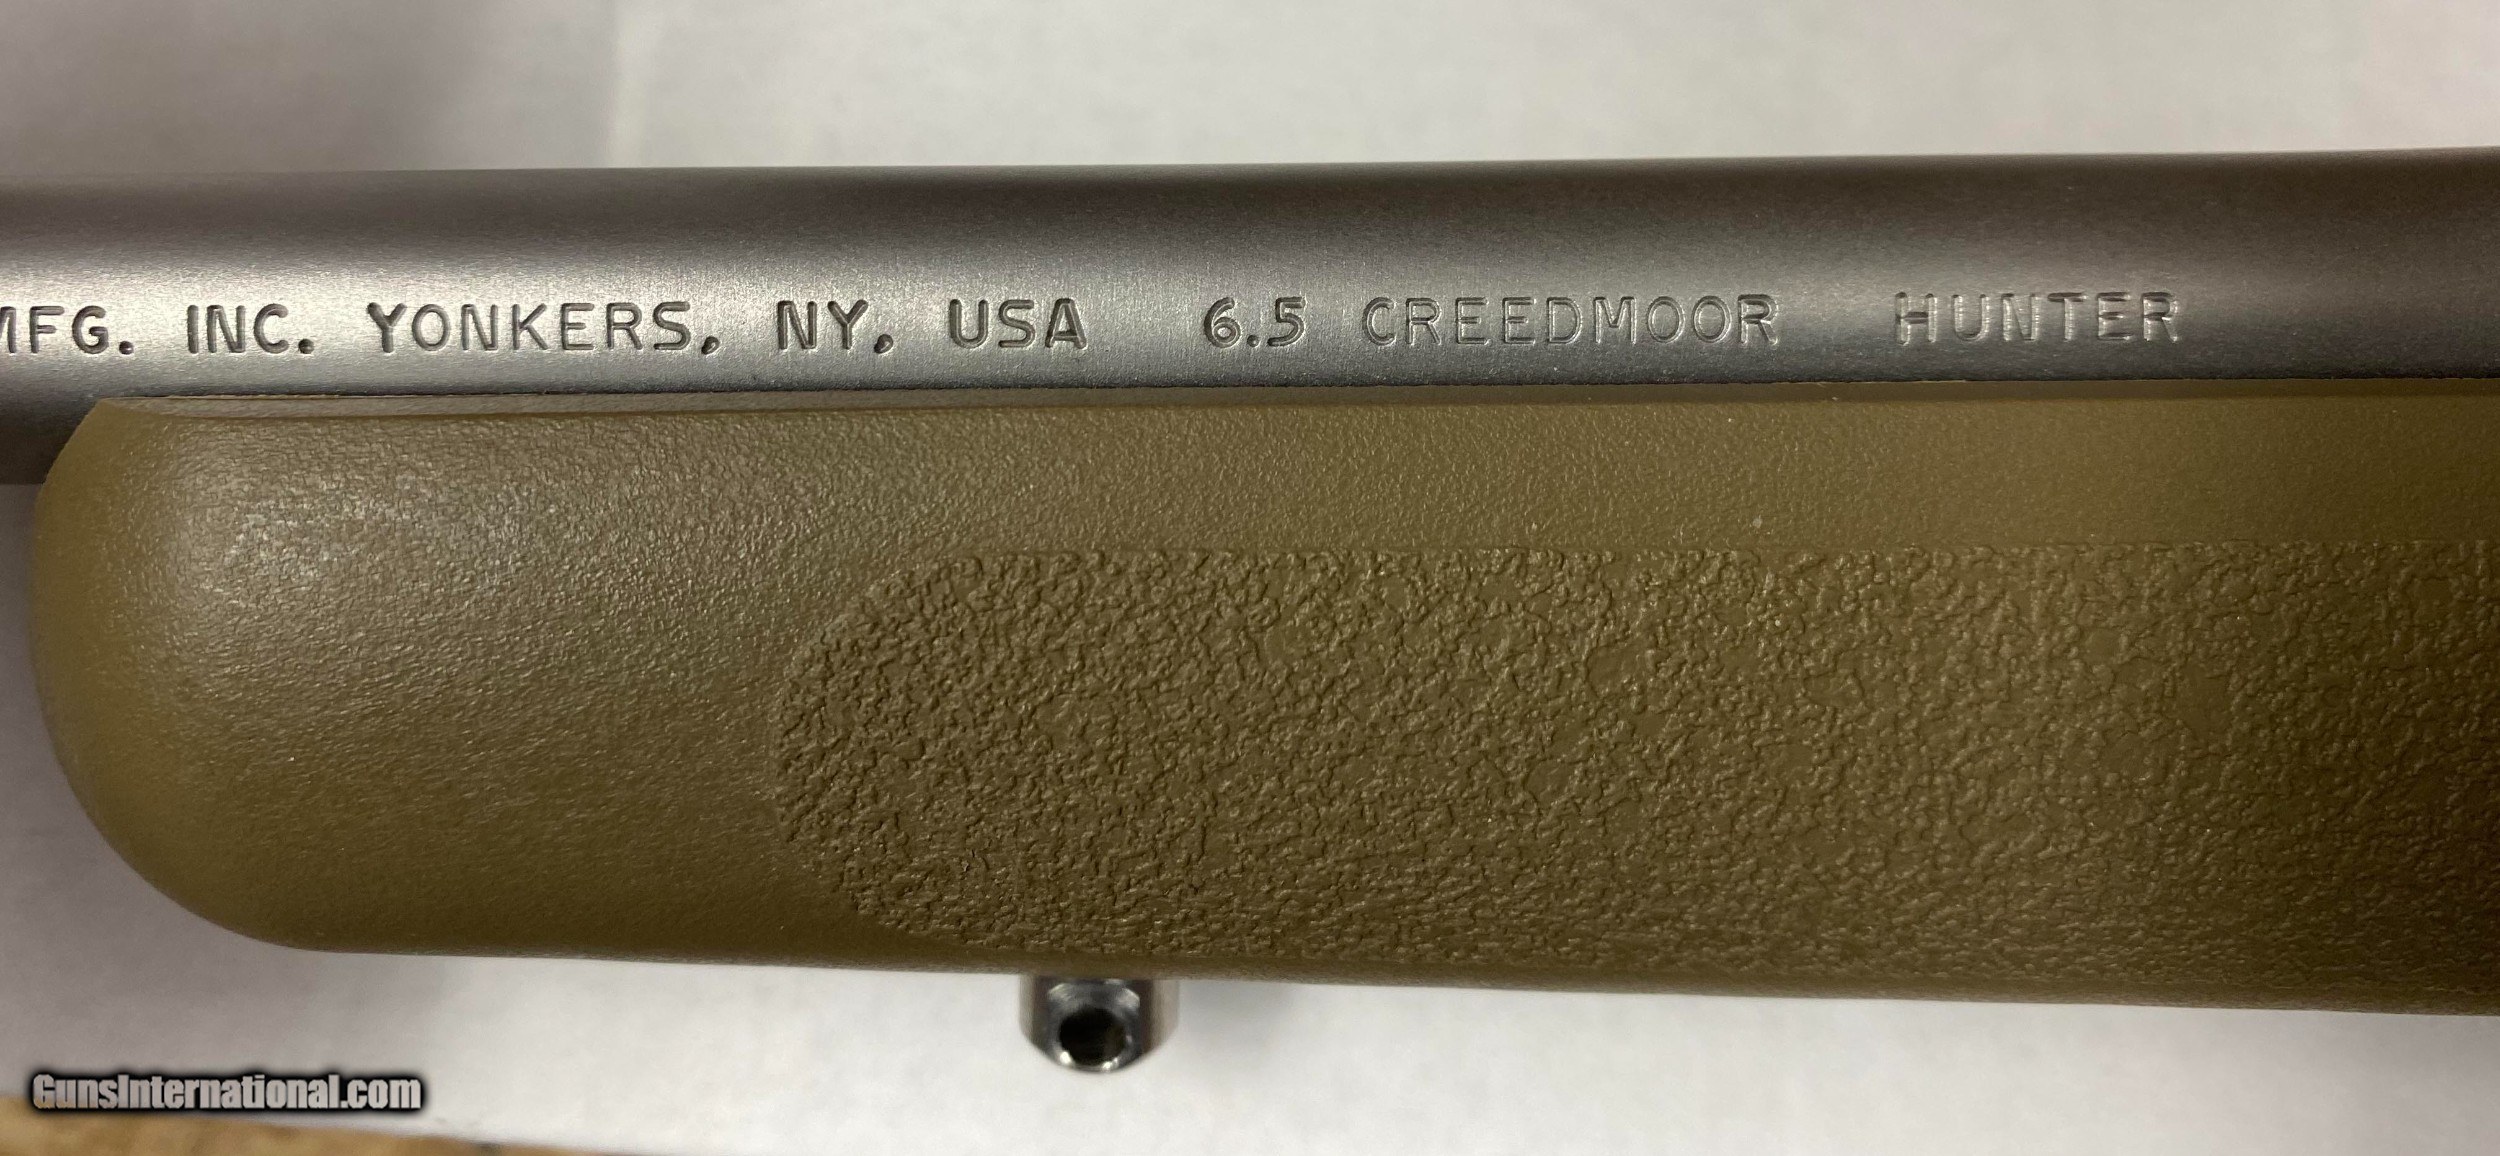 MFG. INC. YONKERS, NY, USA 6.5 CREEDMOOR HUNTER
GunsInternational.com